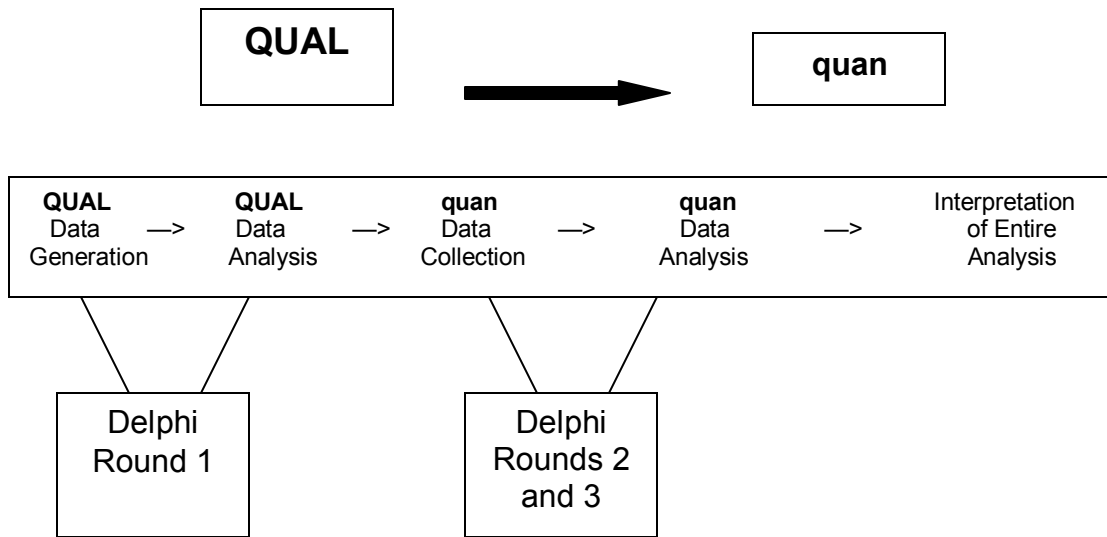 QUAL
quan
QUAL
Data —>
Generation
QUAL
Data —>
Analysis
quan
Data —>
Collection
quan
Data —>
Analysis
Interpretation
of Entire
Analysis
Delphi
Round 1
Delphi
Rounds 2
and 3